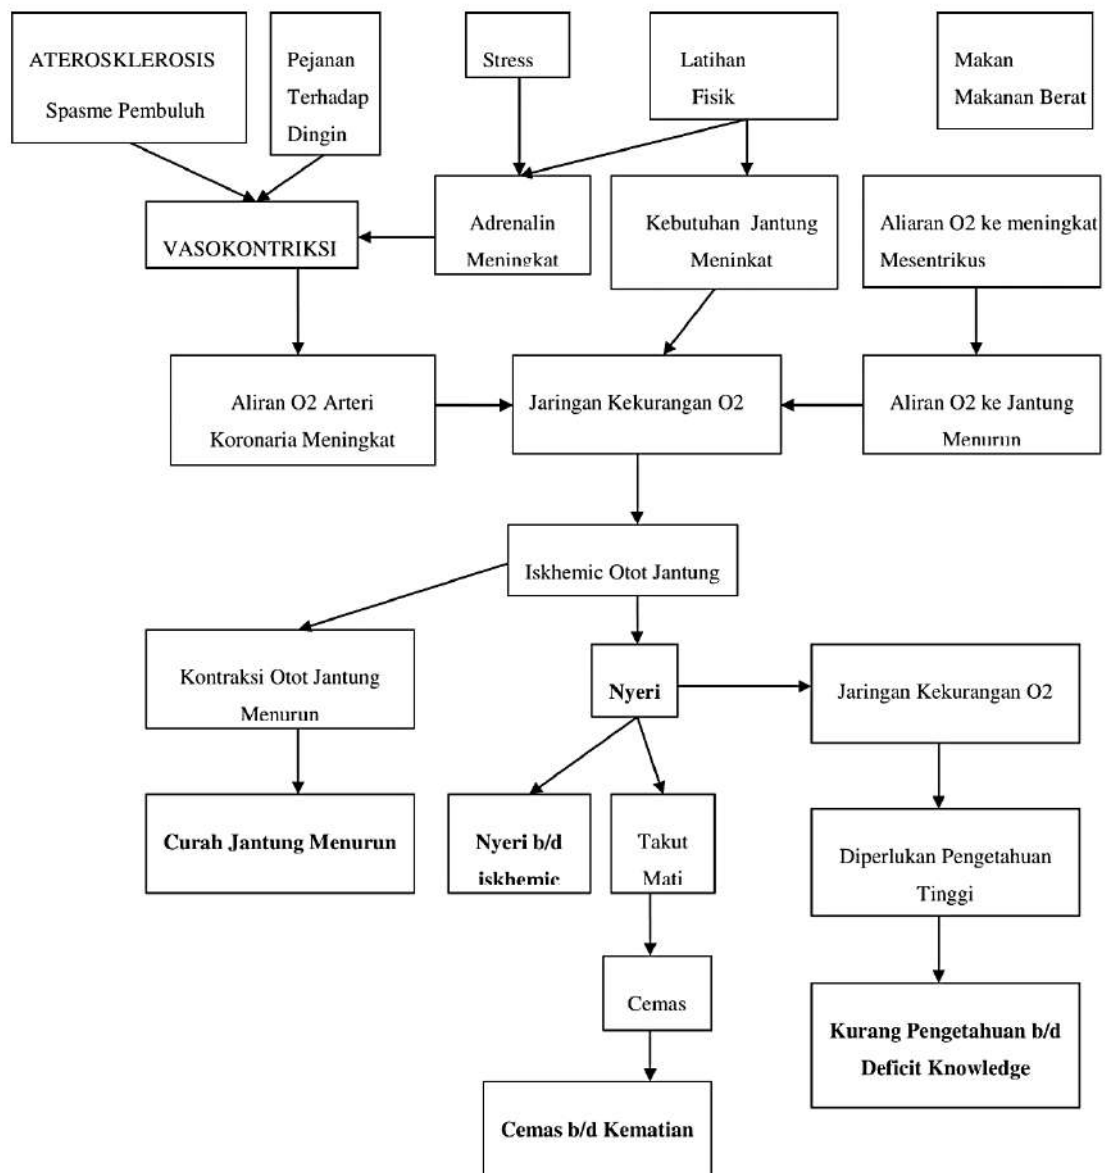 ATEROSKLEROSIS
Spasme Pembuluh
Pejanan
Terhadap
Dingin
Stress
Latihan
Fisik
Makan
Makanan Berat
VASOKONTRIKSI
Adrenalin
Meningkat
Kebutuhan Jantung
Meninkat
Aliaran O2 ke meningkat
Mesentrikus
Aliran O2 Arteri
Koronaria Meningkat
Jaringan Kekurangan O2
Aliran O2 ke Jantung
Menurun
Iskhemic Otot Jantung
Kontraksi Otot Jantung
Menurun
Nyeri
Jaringan Kekurangan O2
Curah Jantung Menurun
Nyeri b/d
iskhemic
Takut
Mati
Diperlukan Pengetahuan
Tinggi
Cemas
Kurang Pengetahuan b/d
Deficit Knowledge
Cemas b/d Kematian